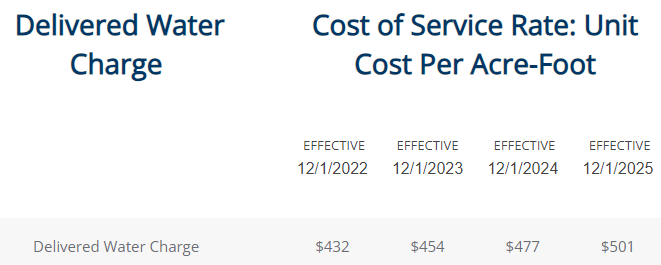 Delivered Water
Charge
Cost of Service Rate: Unit
Cost Per Acre-Foot
EFFECTIVE EFFECTIVE EFFECTIVE EFFECTIVE
12/1/2022 12/1/2023 12/1/2024 12/1/2025
Delivered Water Charge $432 $454 $477 $501